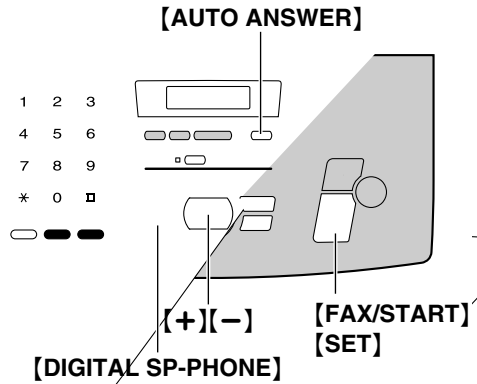 【AUTO ANSWER】
1 2 3
4 5 6
7 8 9
* 0 ¤
【+】【−】
【FAX/START】
【SET】
【DIGITAL SP-PHONE】